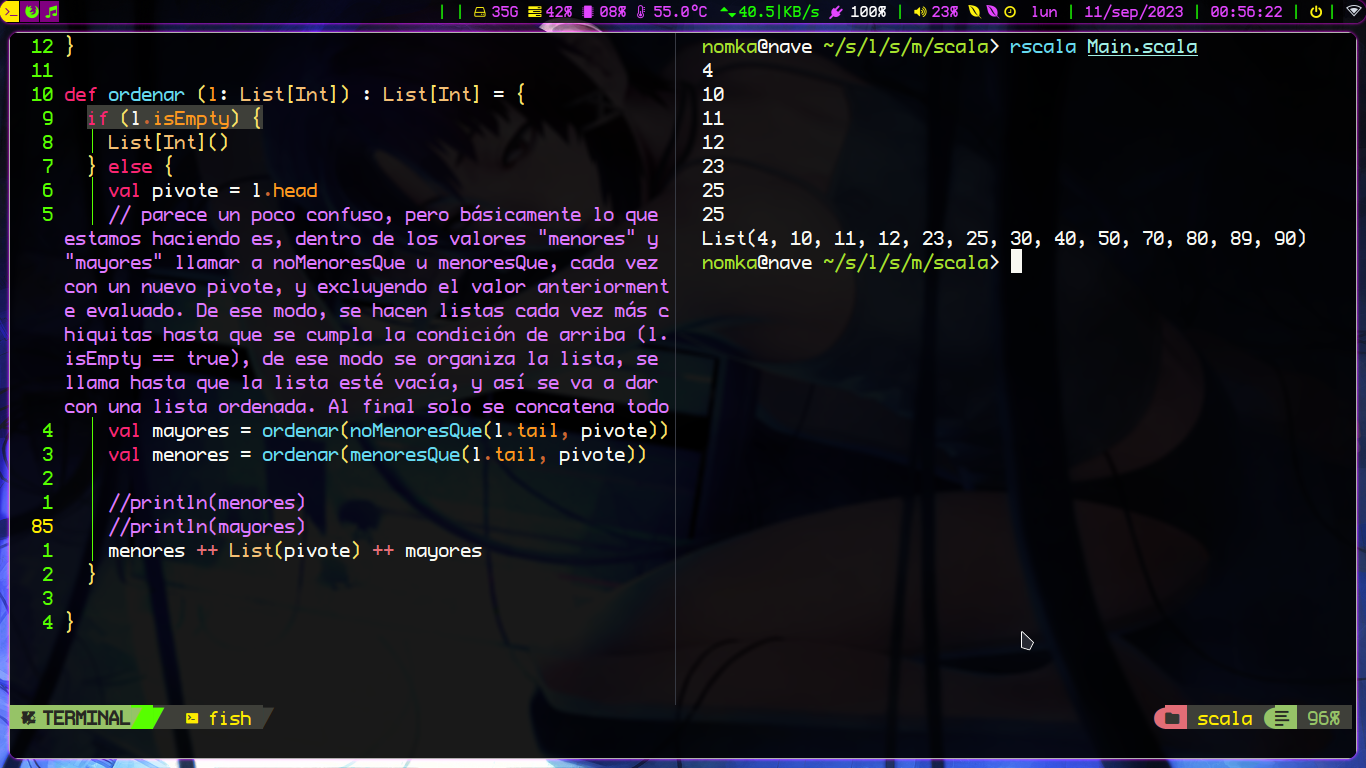 35G 42% 08% 55.0°C 40.5|KB/s 100% | 23% lun | 11/sep/2023 | 00:56:22 |
12 }
11
10 def ordenar (l: List[Int]) : List[Int] = {
9 if (l.isEmpty) {
8 List[Int]()
7 } else {
6 val pivote = l.head
5 // parece un poco confuso, pero básicamente lo que
estamos haciendo es, dentro de los valores "menores" y
"mayores" llamar a noMenoresQue u menoresQue, cada vez
con un nuevo pivote, y excluyendo el valor anteriorment
e evaluado. De ese modo, se hacen listas cada vez más c
hiquitas hasta que se cumpla la condición de arriba (l.
isEmpty == true), de ese modo se organiza la lista, se
llama hasta que la lista esté vacía, y así se va a dar
con una lista ordenada. Al final solo se concatena todo
4 val mayores = ordenar(noMenoresQue(l.tail, pivote))
3 val menores = ordenar(menoresQue(l.tail, pivote))
2
1 //println(menores)
85 //println(mayores)
1 menores ++ List(pivote) ++ mayores
2 }
3
4 }
nomka@nave ~/s/l/s/m/scala> rscala Main.scala
4
10
11
12
23
25
25
List(4, 10, 11, 12, 23, 25, 30, 40, 50, 70, 80, 89, 90)
nomka@nave ~/s/l/s/m/scala>
TERMINAL fish
scala 96%